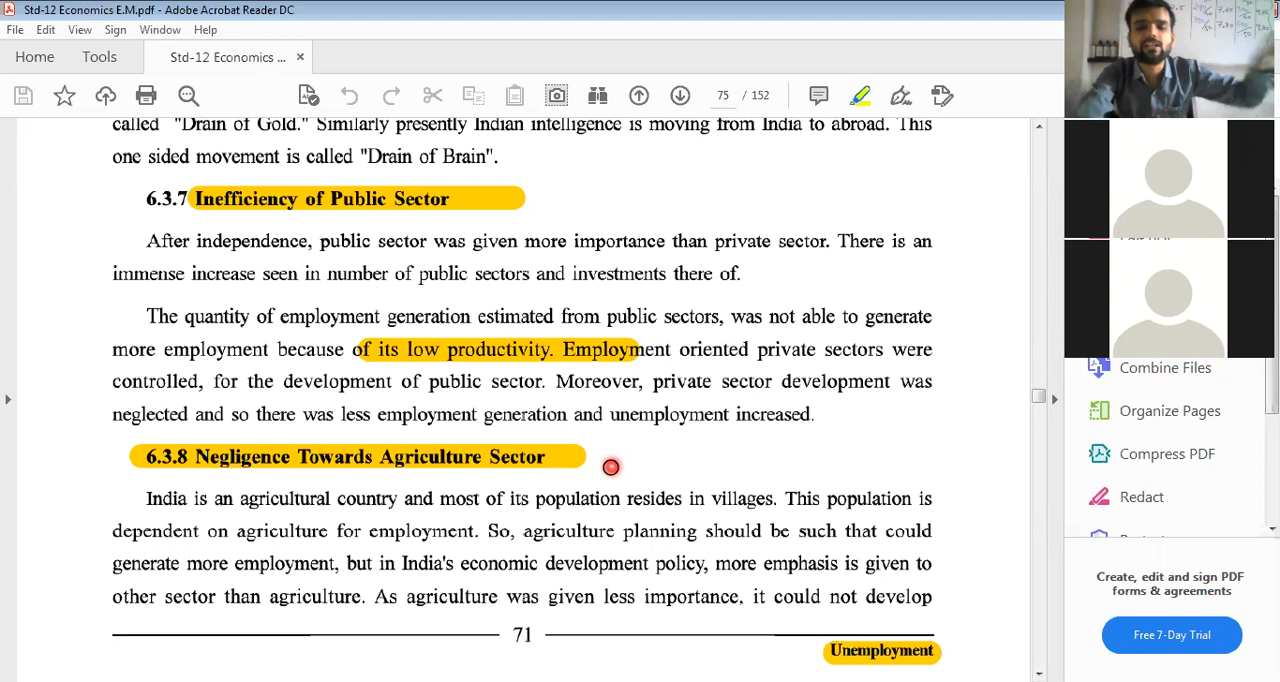 Std-12 Economics E.M.pdf - Adobe Acrobat Reader DC
File Edit View Sign Window Help
Home Tools Std-12 Economics ... ×
75 / 152
called "Drain of Gold." Similarly presently Indian intelligence is moving from India to abroad. This
one sided movement is called "Drain of Brain".
6.3.7 Inefficiency of Public Sector
After independence, public sector was given more importance than private sector. There is an
immense increase seen in number of public sectors and investments there of.
The quantity of employment generation estimated from public sectors, was not able to generate
more employment because of its low productivity. Employment oriented private sectors were
controlled, for the development of public sector. Moreover, private sector development was
neglected and so there was less employment generation and unemployment increased.
6.3.8 Negligence Towards Agriculture Sector
India is an agricultural country and most of its population resides in villages. This population is
dependent on agriculture for employment. So, agriculture planning should be such that could
generate more employment, but in India's economic development policy, more emphasis is given to
other sector than agriculture. As agriculture was given less importance, it could not develop
71
Unemployment
Combine Files
Organize Pages
Compress PDF
Redact
Create, edit and sign PDF
forms & agreements
Free 7-Day Trial